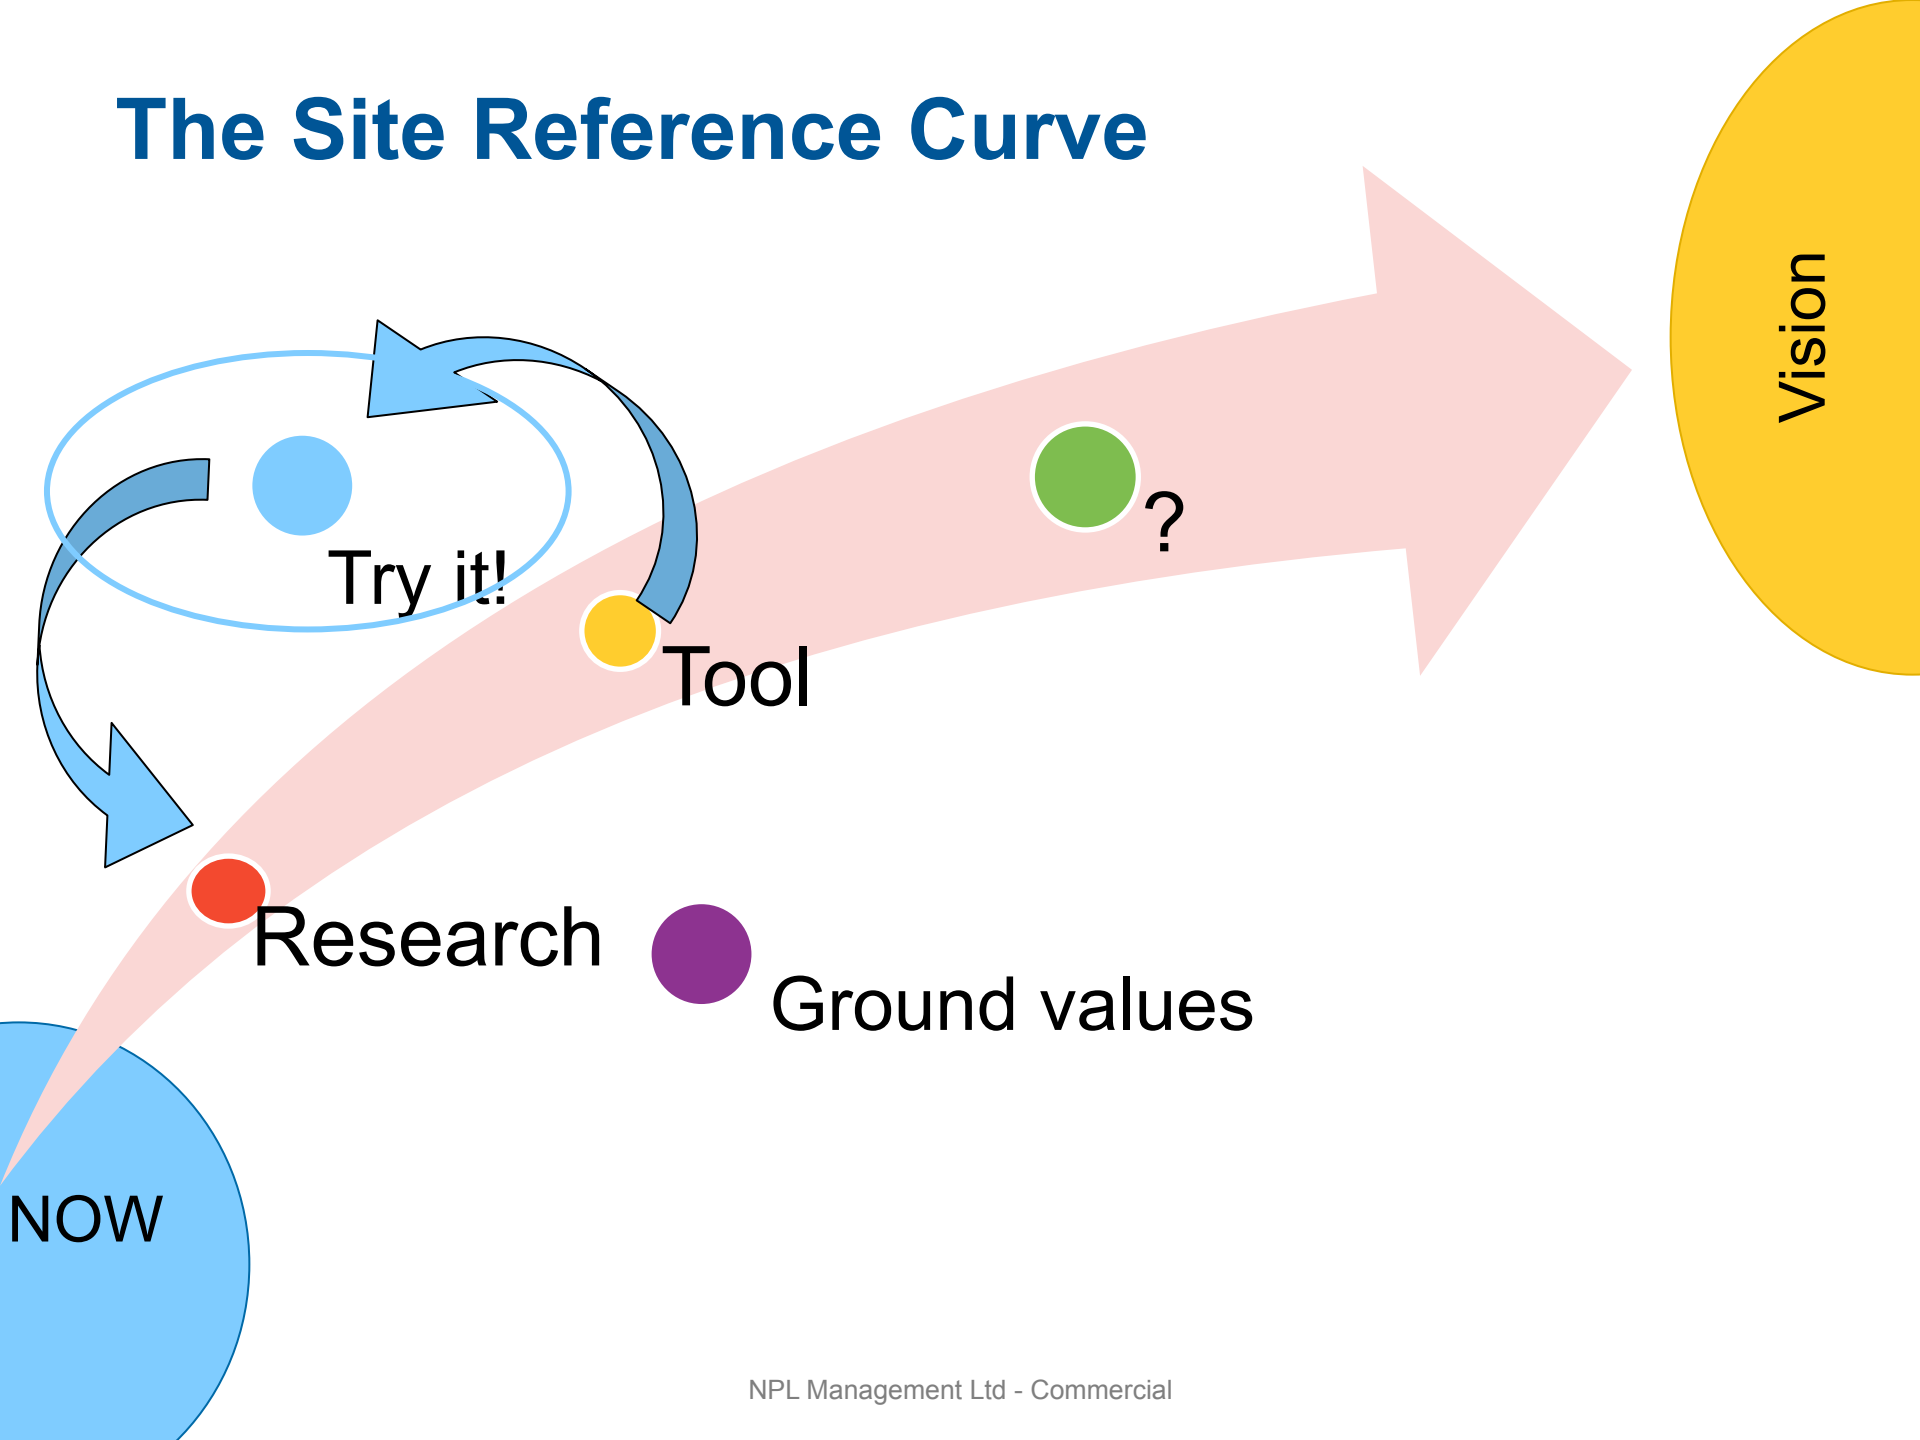 The Site Reference Curve
Vision
?
Try it!
Tool
Research
Ground values
NOW
NPL Management Ltd - Commercial